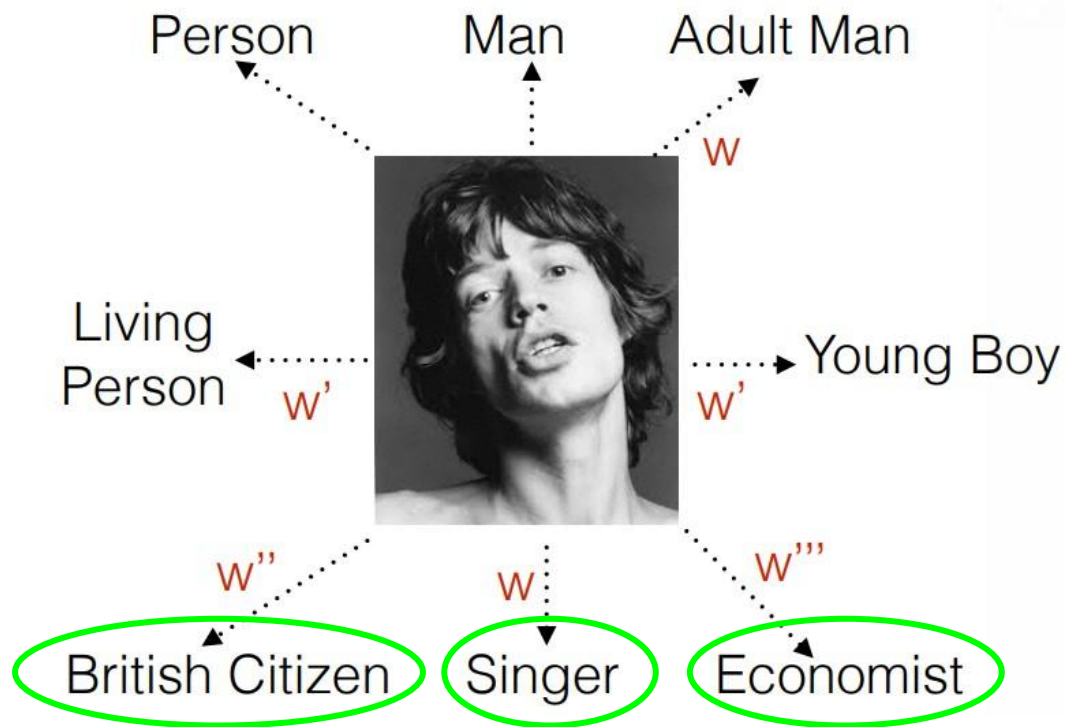 Person
Man
Adult Man
w
Living
Person
w'
w'
Young Boy
w''
w
w'''
British Citizen
Singer
Economist